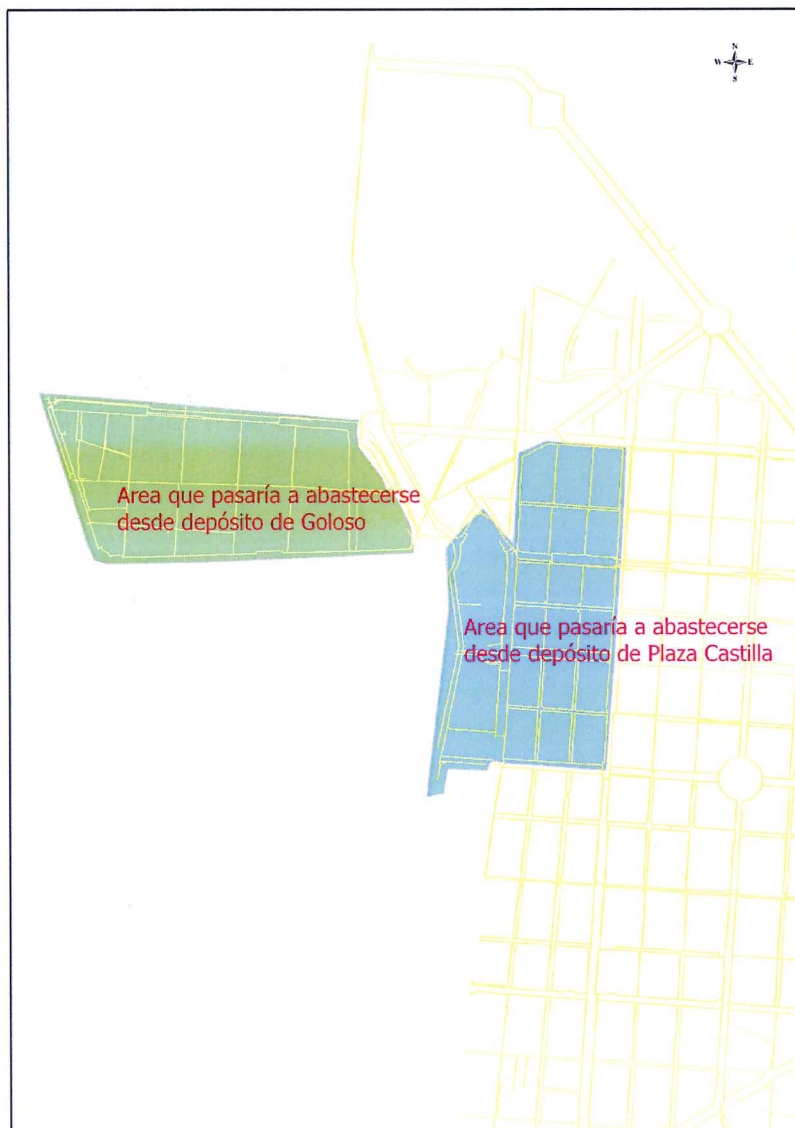 N
W E
S
Area que pasaría a abastecerse
desde depósito de Goloso
Area que pasaría a abastecerse
desde depósito de Plaza Castilla